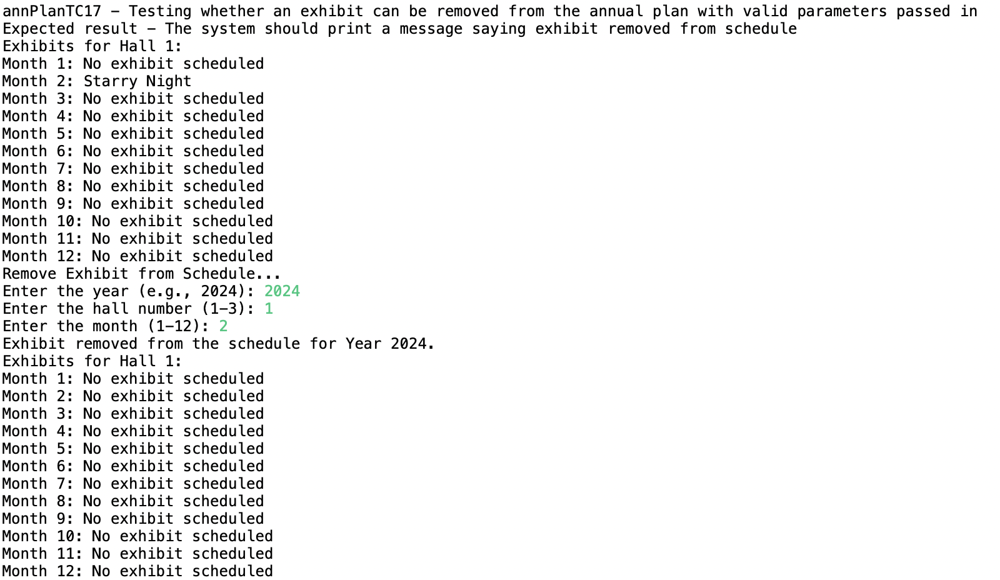 annPlanTC17 – Testing whether an exhibit can be removed from the annual plan with valid parameters passed in
Expected result – The system should print a message saying exhibit removed from schedule
Exhibits for Hall 1:
Month 1: No exhibit scheduled
Month 2: Starry Night
Month 3: No exhibit scheduled
Month 4: No exhibit scheduled
Month 5: No exhibit scheduled
Month 6: No exhibit scheduled
Month 7: No exhibit scheduled
Month 8: No exhibit scheduled
Month 9: No exhibit scheduled
Month 10: No exhibit scheduled
Month 11: No exhibit scheduled
Month 12: No exhibit scheduled
Remove Exhibit from Schedule...
Enter the year (e.g., 2024): 2024
Enter the hall number (1–3): 1
Enter the month (1–12): 2
Exhibit removed from the schedule for Year 2024.
Exhibits for Hall 1:
Month 1: No exhibit scheduled
Month 2: No exhibit scheduled
Month 3: No exhibit scheduled
Month 4: No exhibit scheduled
Month 5: No exhibit scheduled
Month 6: No exhibit scheduled
Month 7: No exhibit scheduled
Month 8: No exhibit scheduled
Month 9: No exhibit scheduled
Month 10: No exhibit scheduled
Month 11: No exhibit scheduled
Month 12: No exhibit scheduled